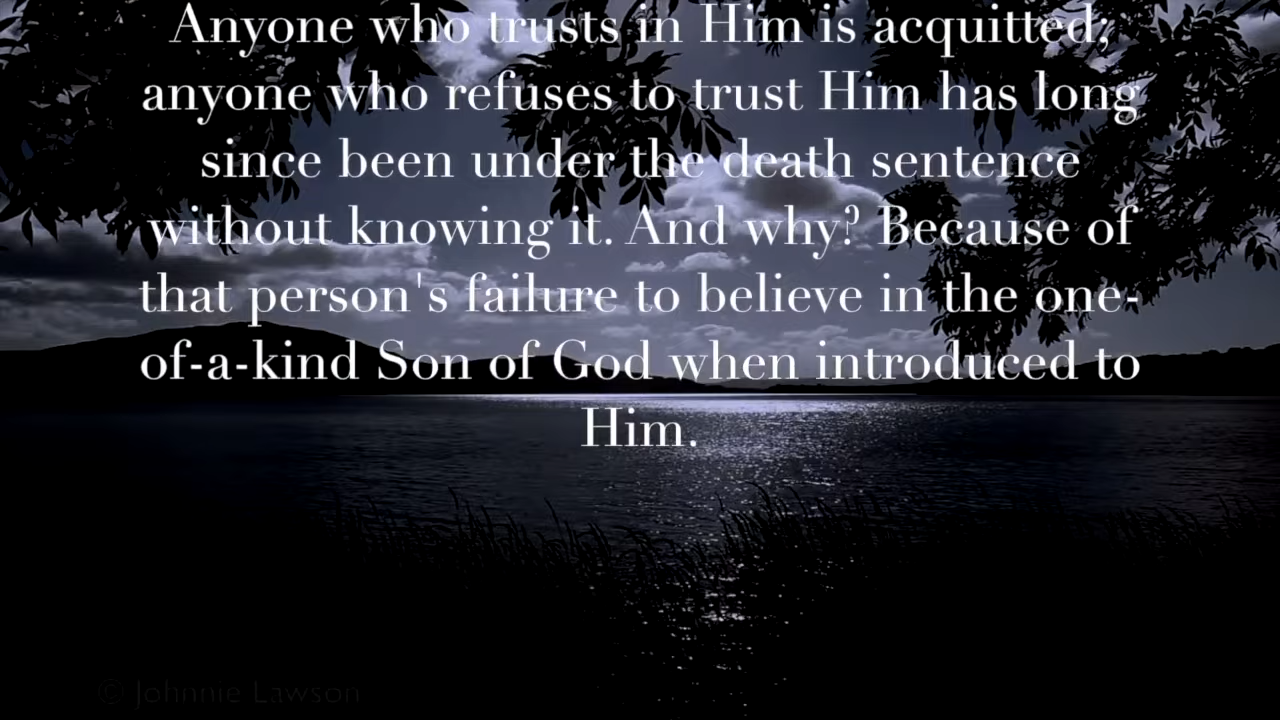 Anyone who trusts in Him is acquitted;
anyone who refuses to trust Him has long
since been under the death sentence
without knowing it. And why? Because of
that person's failure to believe in the one-
of-a-kind Son of God when introduced to
Him.
© Johnnie Lawson